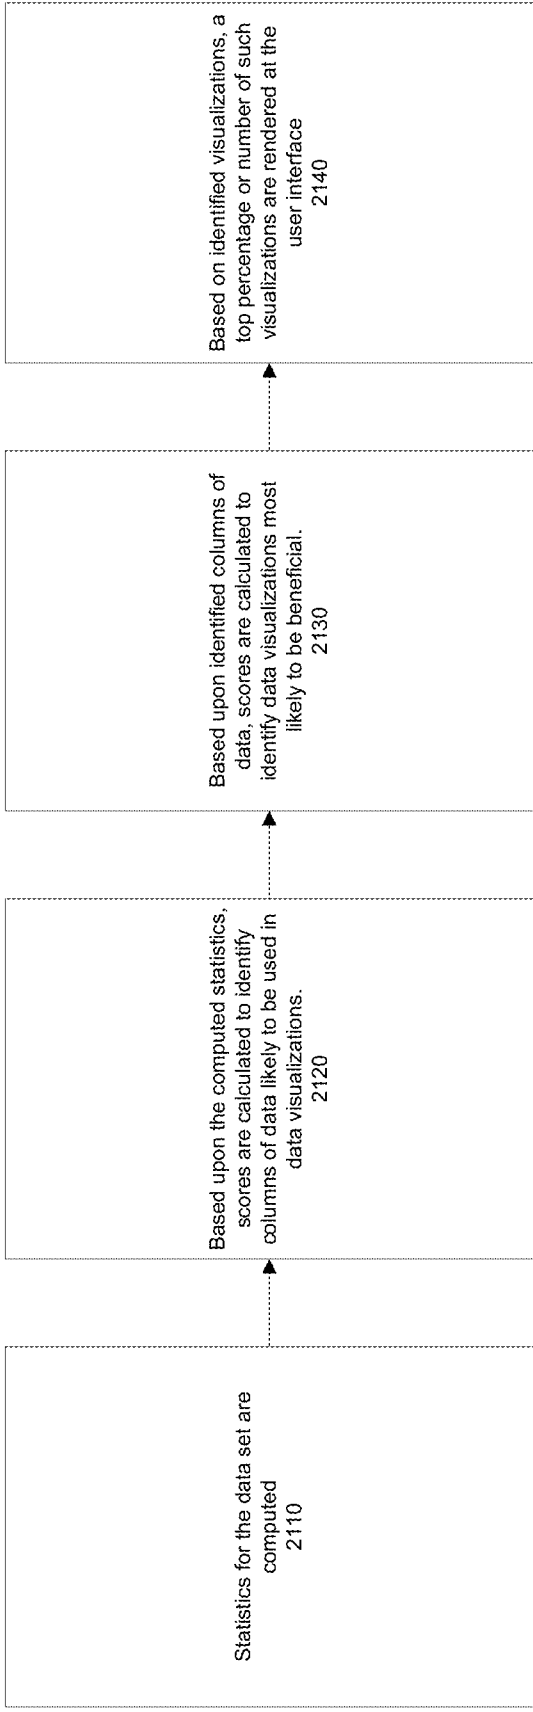 Statistics for the data set are
computed
2110
Based upon the computed statistics,
scores are calculated to identify
columns of data likely to be used in
data visualizations.
2120
Based upon identified columns of
data, scores are calculated to
identify data visualizations most
likely to be beneficial.
2130
Based on identified visualizations, a
top percentage or number of such
visualizations are rendered at the
user interface
2140